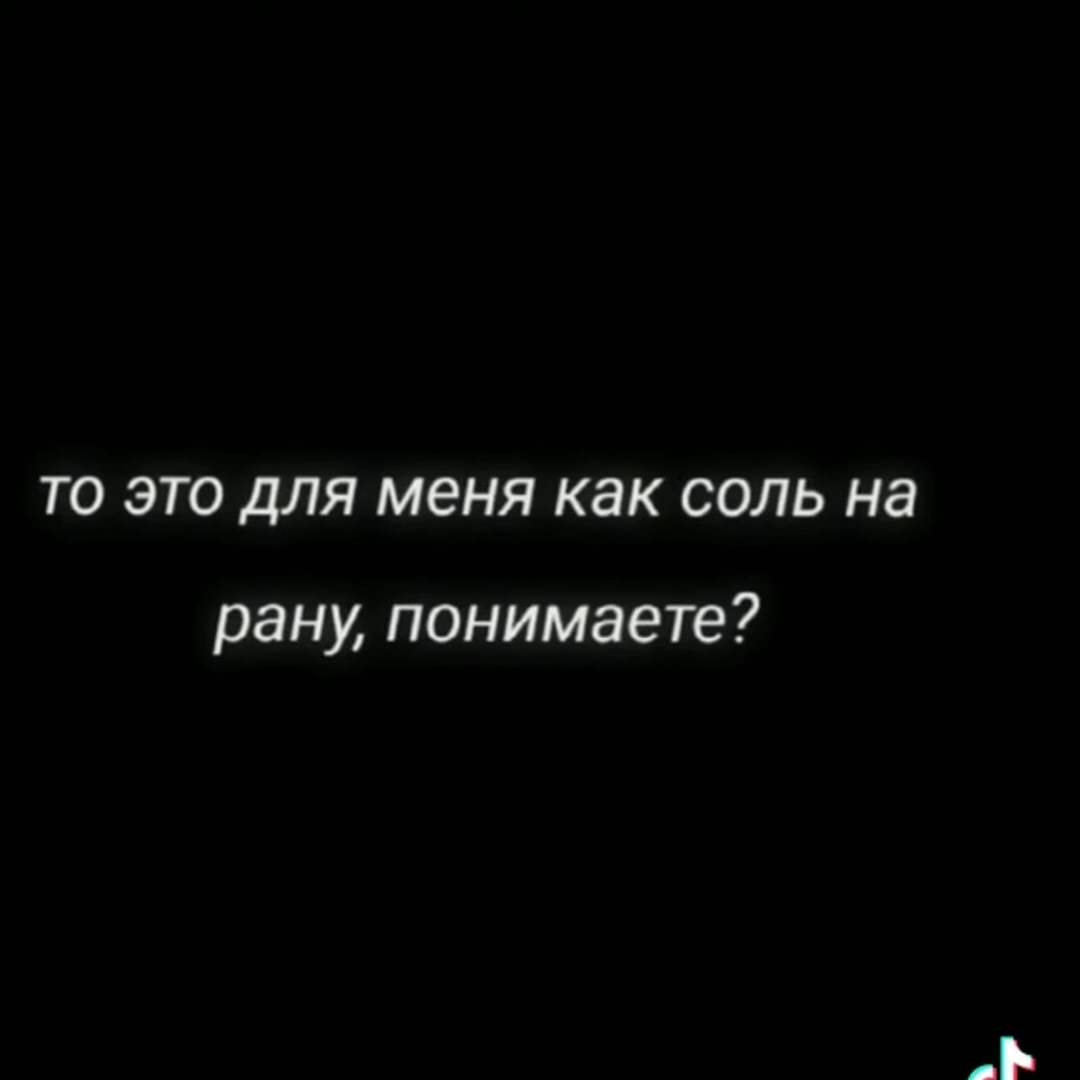 то это для меня как соль на
рану, понимаете?